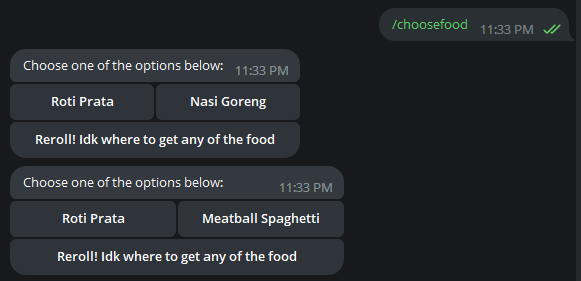 /choosefood 11:33 PM
Choose one of the options below: 11:33 PM
Roti Prata Nasi Goreng
Reroll! Idk where to get any of the food
Choose one of the options below: 11:33 PM
Roti Prata Meatball Spaghetti
Reroll! Idk where to get any of the food